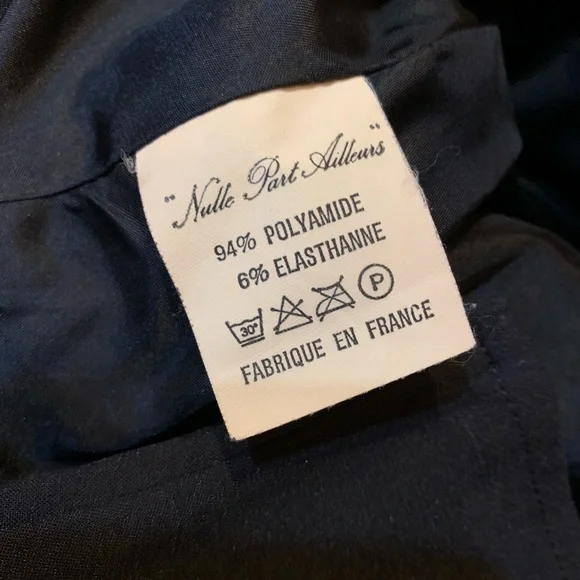 "Nulle Part Ailleurs"
94% POLYAMIDE
6% ELASTHANNE
30° P
FABRIQUE EN FRANCE